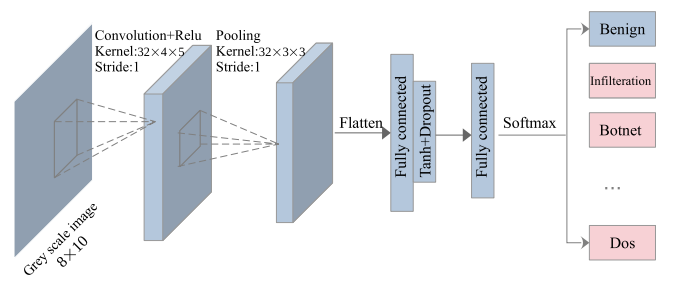 Convolution+Relu
Kernel:32×4×5
Stride:1
Pooling
Kernel:32×3×3
Stride:1
Grey scale image
8×10
Flatten
Fully connected
Tanh+Dropout
Fully connected
Softmax
Benign
Infilteration
Botnet
...
Dos